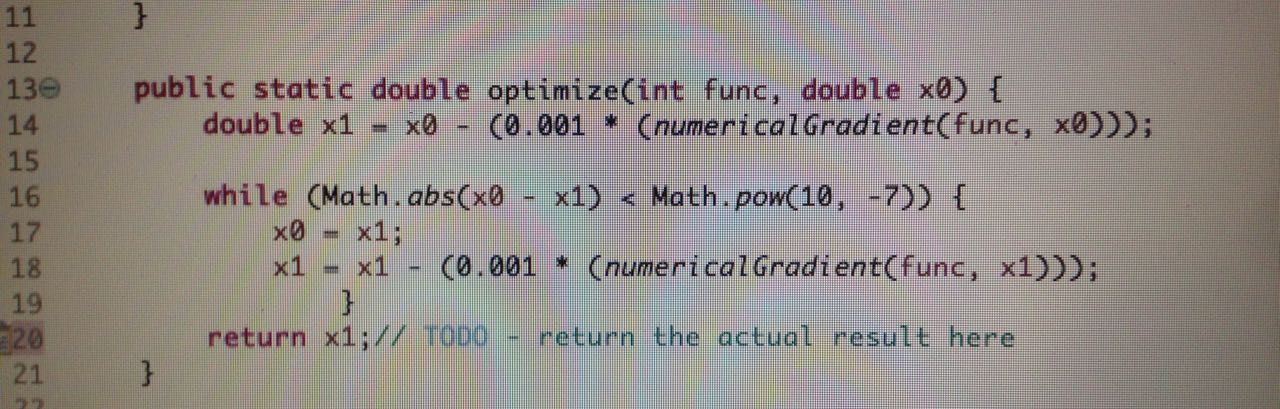 11 }
12
13 public static double optimize(int func, double x0) {
14 double x1 = x0 - (0.001 * (numericalGradient(func, x0)));
15
16 while (Math.abs(x0 - x1) < Math.pow(10, -7)) {
17 x0 = x1;
18 x1 = x1 - (0.001 * (numericalGradient(func, x1)));
19 }
20 return x1;// TODO - return the actual result here
21 }
22